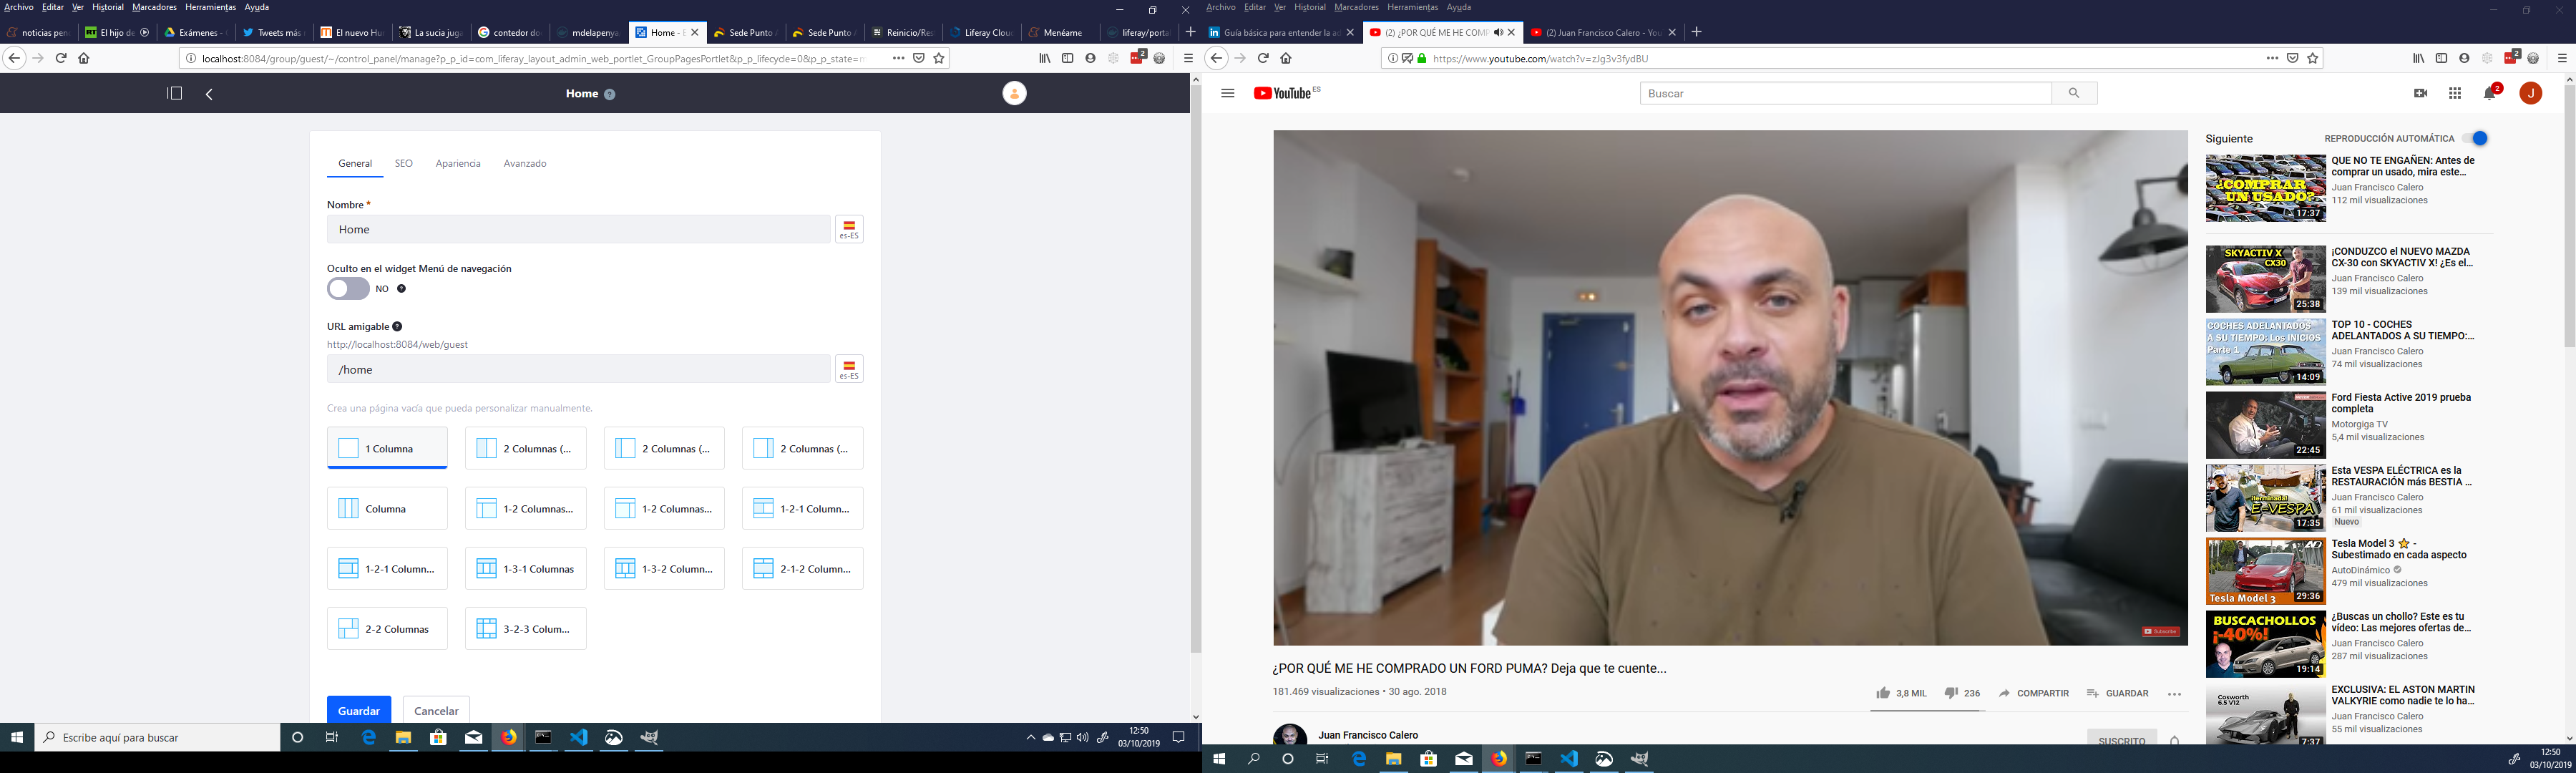 Archivo Editar Ver Historial Marcadores Herramientas Ayuda
noticias pen
El hijo de
Exámenes -
Tweets más
El nuevo Hu
La sucia juga
contedor do
mdelapenya
Home -
Sede Punto
Sede Punto
Reinicio/Res
Liferay Clou
Menéame
liferay/portal
localhost:8084/group/guest/~/control_panel/manage?p_p_id=com_liferay_layout_admin_web_portlet_GroupPagesPortlet&p_p_lifecycle=0&p_p_state=
2
Home
General SEO Apariencia Avanzado
Nombre *
Home
es-ES
Oculto en el widget Menú de navegación
NO
URL amigable
http://localhost:8084/web/guest
/home
es-ES
Crea una página vacía que pueda personalizar manualmente.
1 Columna
2 Columnas (...
2 Columnas (...
2 Columnas (...
Columna
1-2 Columnas...
1-2 Columnas...
1-2-1 Column...
1-2-1 Column...
1-3-1 Columnas
1-3-2 Column...
2-1-2 Column...
2-2 Columnas
3-2-3 Colum...
Guardar
Cancelar
Escribe aquí para buscar
12:50
03/10/2019
Archivo Editar Ver Historial Marcadores Herramientas Ayuda
Guía básica para entender la
(2) ¿POR QUÉ ME HE COMP
(2) Juan Francisco Calero - You
https://www.youtube.com/watch?v=zJg3v3fydBU
2
YouTube ES
Buscar
2
J
Siguiente
REPRODUCCIÓN AUTOMÁTICA
¿COMPRAR
UN USADO?
17:37
QUE NO TE ENGAÑEN: Antes de
comprar un usado, mira este...
Juan Francisco Calero
112 mil visualizaciones
SKYACTIV X
CX30
25:38
¡CONDUZCO el NUEVO MAZDA
CX-30 con SKYACTIV X! ¿Es el...
Juan Francisco Calero
139 mil visualizaciones
COCHES ADELANTADOS
A SU TIEMPO: Los INICIOS
Parte 1
14:09
TOP 10 - COCHES
ADELANTADOS A SU TIEMPO:...
Juan Francisco Calero
74 mil visualizaciones
22:45
Ford Fiesta Active 2019 prueba
completa
Motorgiga TV
5,4 mil visualizaciones
¡terminada!
E-VESPA
17:35
Esta VESPA ELÉCTRICA es la
RESTAURACIÓN más BESTIA ...
Juan Francisco Calero
61 mil visualizaciones
Nuevo
Tesla Model 3
29:36
Tesla Model 3 ⭐ -
Subestimado en cada aspecto
AutoDinámico
479 mil visualizaciones
BUSCACHOLLOS
¡-40%!
19:14
¿Buscas un chollo? Este es tu
vídeo: Las mejores ofertas de...
Juan Francisco Calero
287 mil visualizaciones
Cosworth
6.5 V12
7:37
EXCLUSIVA: EL ASTON MARTIN
VALKYRIE como nadie te lo ha...
Juan Francisco Calero
55 mil visualizaciones
Subscribe
¿POR QUÉ ME HE COMPRADO UN FORD PUMA? Deja que te cuente...
181.469 visualizaciones • 30 ago. 2018
3,8 MIL
236
COMPARTIR
GUARDAR
Juan Francisco Calero
SUSCRITO
12:50
03/10/2019